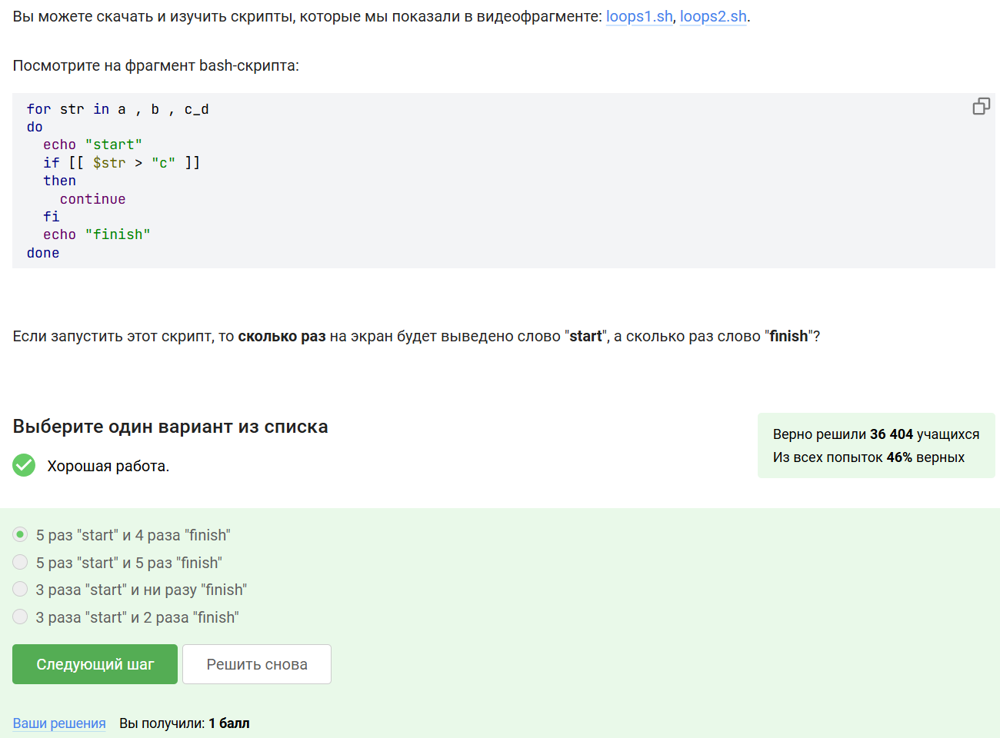 Вы можете скачать и изучить скрипты, которые мы показали в видеофрагменте: loops1.sh, loops2.sh.
Посмотрите на фрагмент bash-скрипта:
for str in a , b , c_d
do
  echo "start"
  if [[ $str > "c" ]]
  then
    continue
  fi
  echo "finish"
done
Если запустить этот скрипт, то сколько раз на экран будет выведено слово "start", а сколько раз слово "finish"?
Выберите один вариант из списка
Верно решили 36 404 учащихся
Из всех попыток 46% верных
Хорошая работа.
5 раз "start" и 4 раза "finish"
5 раз "start" и 5 раз "finish"
3 раза "start" и ни разу "finish"
3 раза "start" и 2 раза "finish"
Следующий шаг
Решить снова
Ваши решения Вы получили: 1 балл